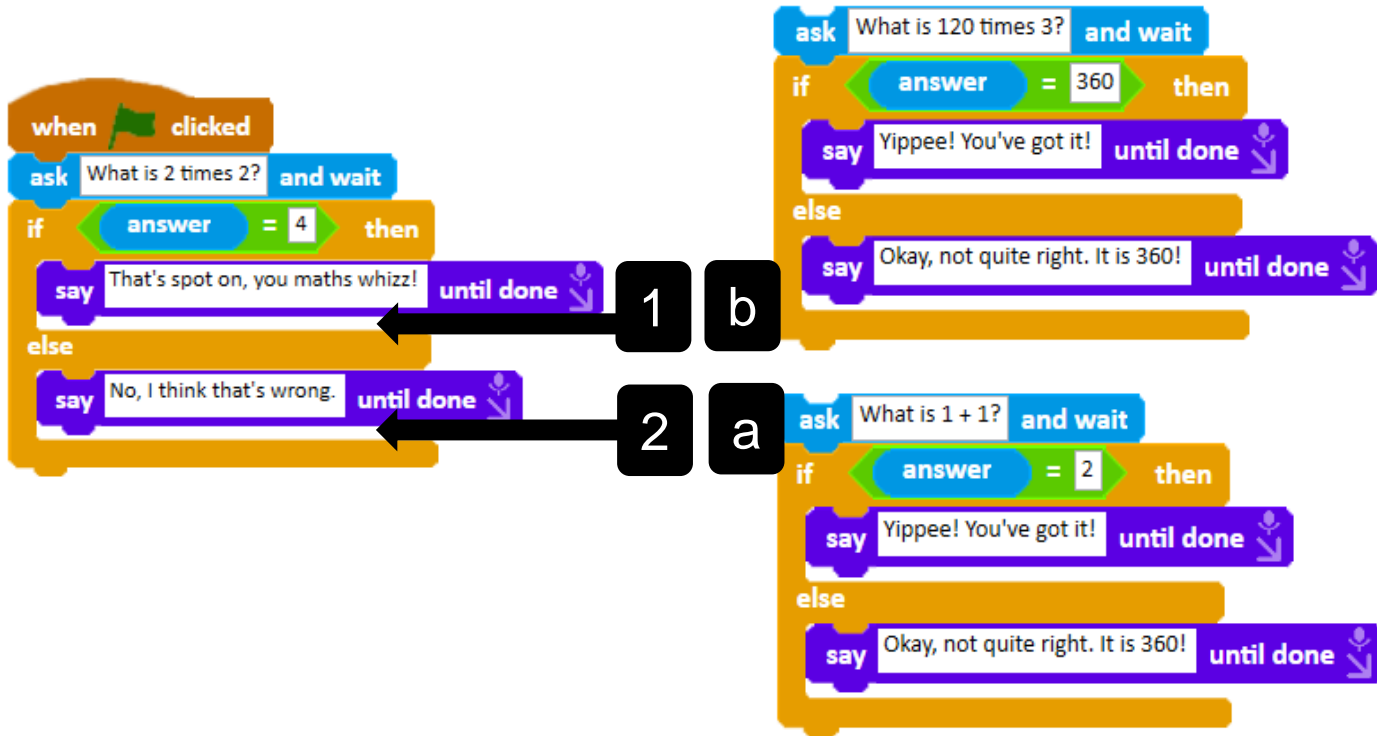 when clicked
ask What is 2 times 2? and wait
if answer = 4 then
say That's spot on, you maths whizz! until done
else
say No, I think that's wrong. until done
1
2
b
ask What is 120 times 3? and wait
if answer = 360 then
say Yippee! You've got it! until done
else
say Okay, not quite right. It is 360! until done
a
ask What is 1 + 1? and wait
if answer = 2 then
say Yippee! You've got it! until done
else
say Okay, not quite right. It is 360! until done